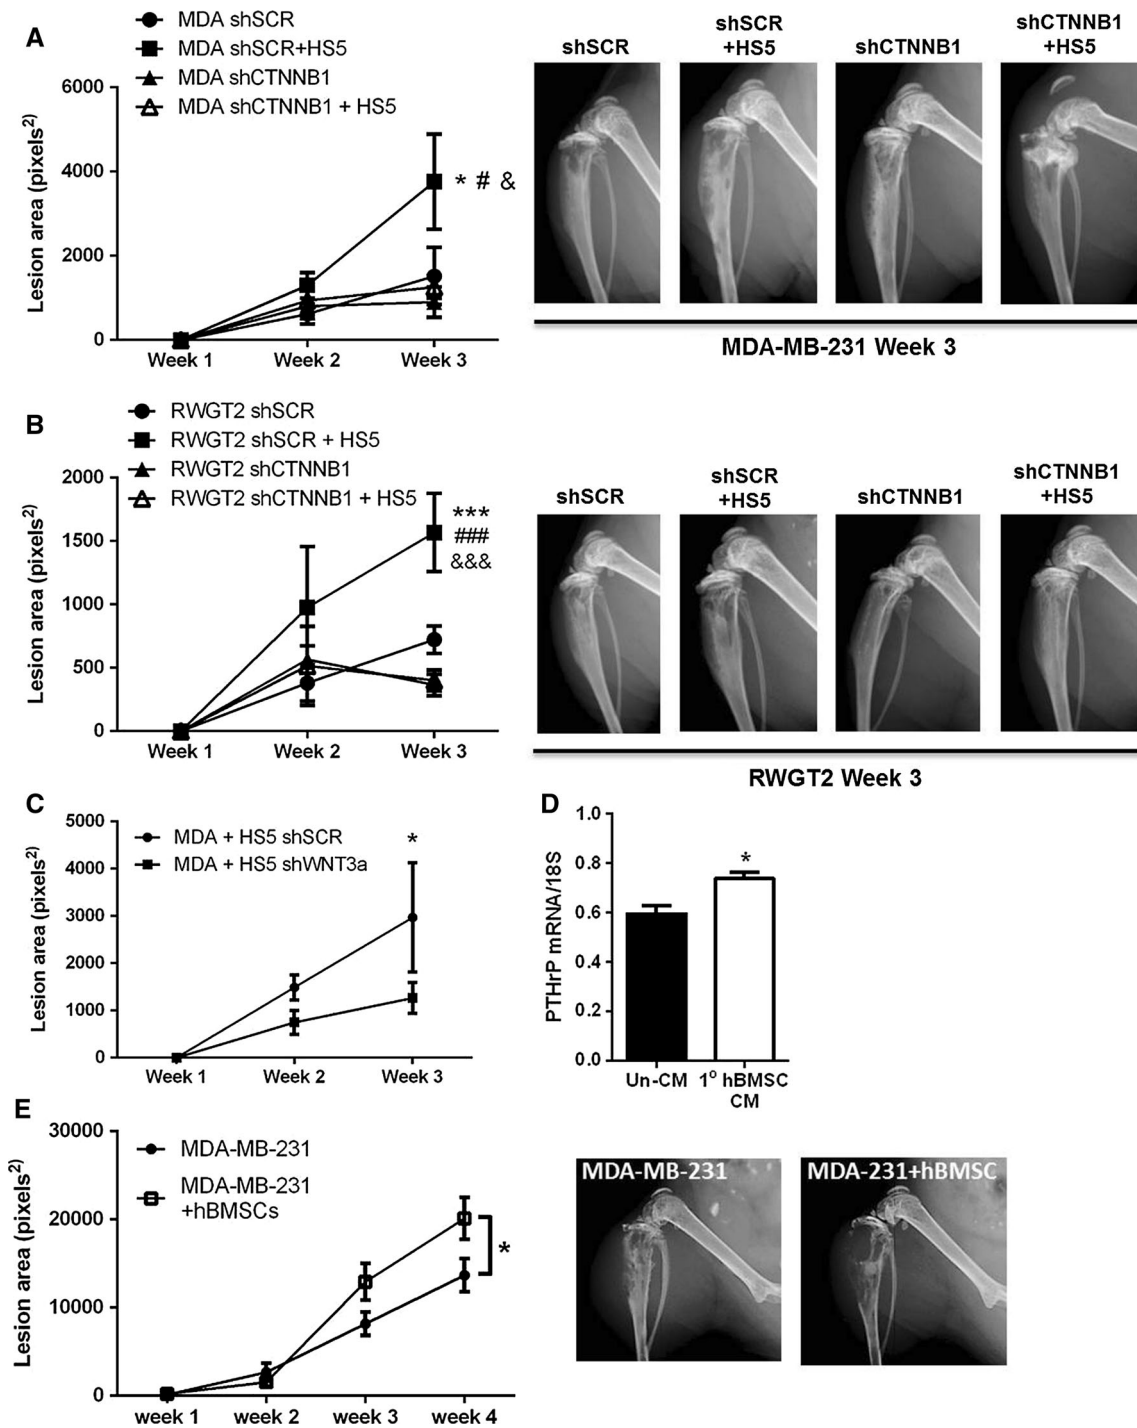 A
MDA shSCR
MDA shSCR+HS5
MDA shCTNNB1
MDA shCTNNB1 + HS5
Lesion area (pixels²)
6000
4000
2000
0
* # &
Week 1 Week 2 Week 3
shSCR
shSCR
+HS5
shCTNNB1
shCTNNB1
+HS5
MDA-MB-231 Week 3
B
RWGT2 shSCR
RWGT2 shSCR + HS5
RWGT2 shCTNNB1
RWGT2 shCTNNB1 + HS5
Lesion area (pixels²)
2000
1500
1000
500
0
***
###
&&&
Week 1 Week 2 Week 3
shSCR
shSCR
+HS5
shCTNNB1
shCTNNB1
+HS5
RWGT2 Week 3
C
MDA + HS5 shSCR
MDA + HS5 shWNT3a
Lesion area (pixels²)
5000
4000
3000
2000
1000
0
*
Week 1 Week 2 Week 3
D
PTHrP mRNA/18S
1.0
0.8
0.6
0.4
0.2
0.0
*
Un-CM 1° hBMSC
CM
E
MDA-MB-231
MDA-MB-231
+hBMSCs
Lesion area (pixels²)
30000
20000
10000
0
*
week 1 week 2 week 3 week 4
MDA-MB-231
MDA-231+hBMSC